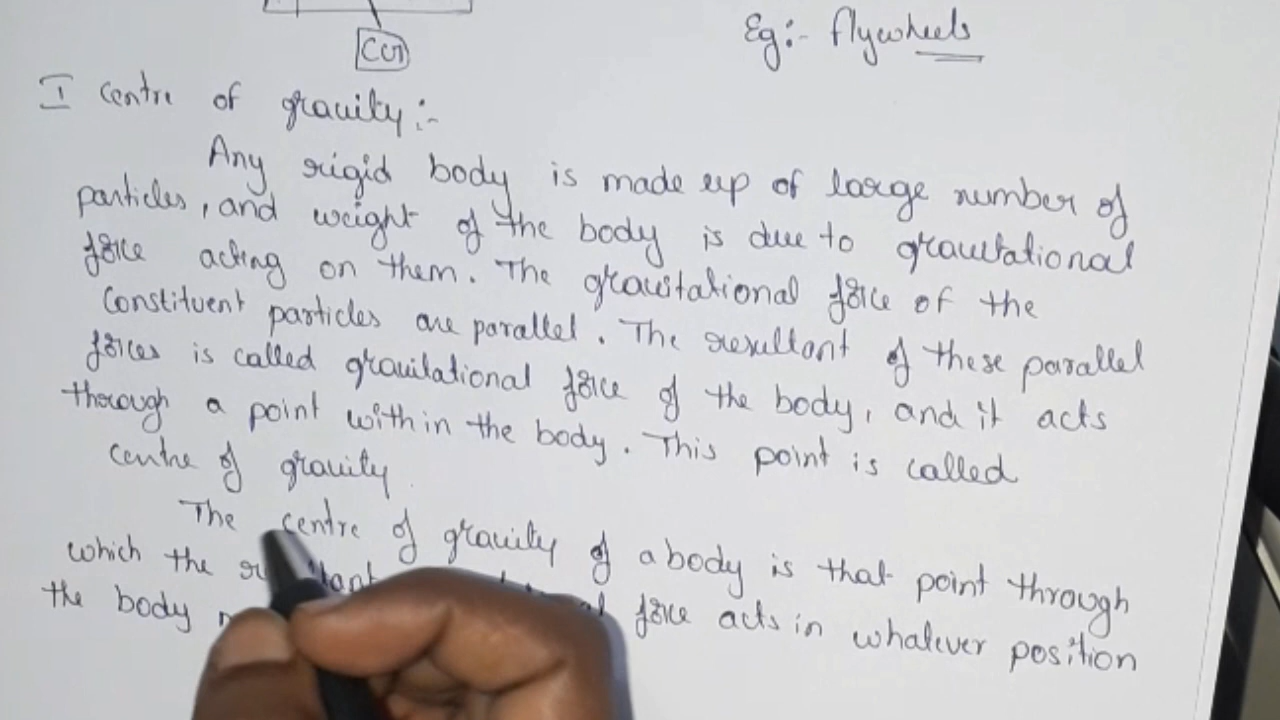 CG
Eg:- flywheels
I centre of gravity:-
Any rigid body is made up of large number of
particles, and weight of the body is due to gravitational
force acting on them. The gravitational force of the
constituent particles are parallel. The resultant of these parallel
forces is called gravitational force of the body, and it acts
through a point within the body. This point is called
centre of gravity.
The centre of gravity of a body is that point through
which the force acts in whatever position
the body